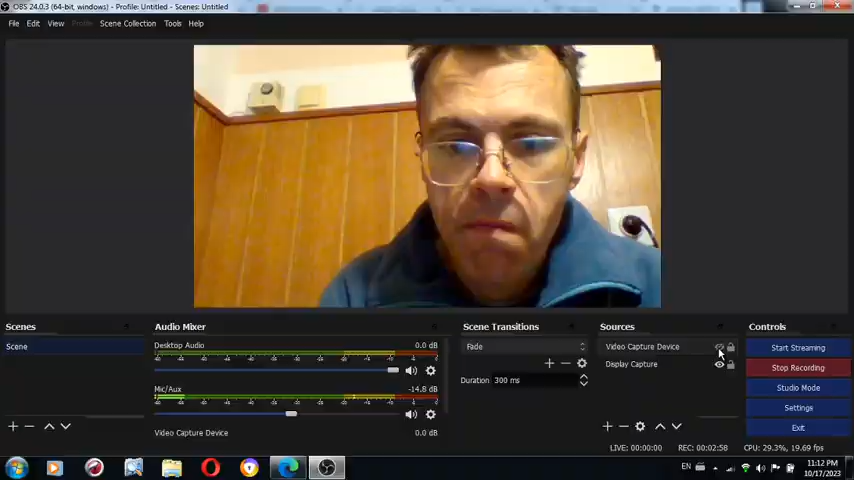 OBS 24.0.3 (64-bit, windows) - Profile: Untitled - Scenes: Untitled
File Edit View Profile Scene Collection Tools Help
Scenes
Scene
Audio Mixer
Desktop Audio 0.0 dB
Mic/Aux -14.8 dB
Video Capture Device 0.0 dB
Scene Transitions
Fade
Duration 300 ms
Sources
Video Capture Device
Display Capture
Controls
Start Streaming
Stop Recording
Studio Mode
Settings
Exit
LIVE: 00:00:00 REC: 00:02:58 CPU: 29.3%, 19.69 fps
EN 11:12 PM
10/17/2023